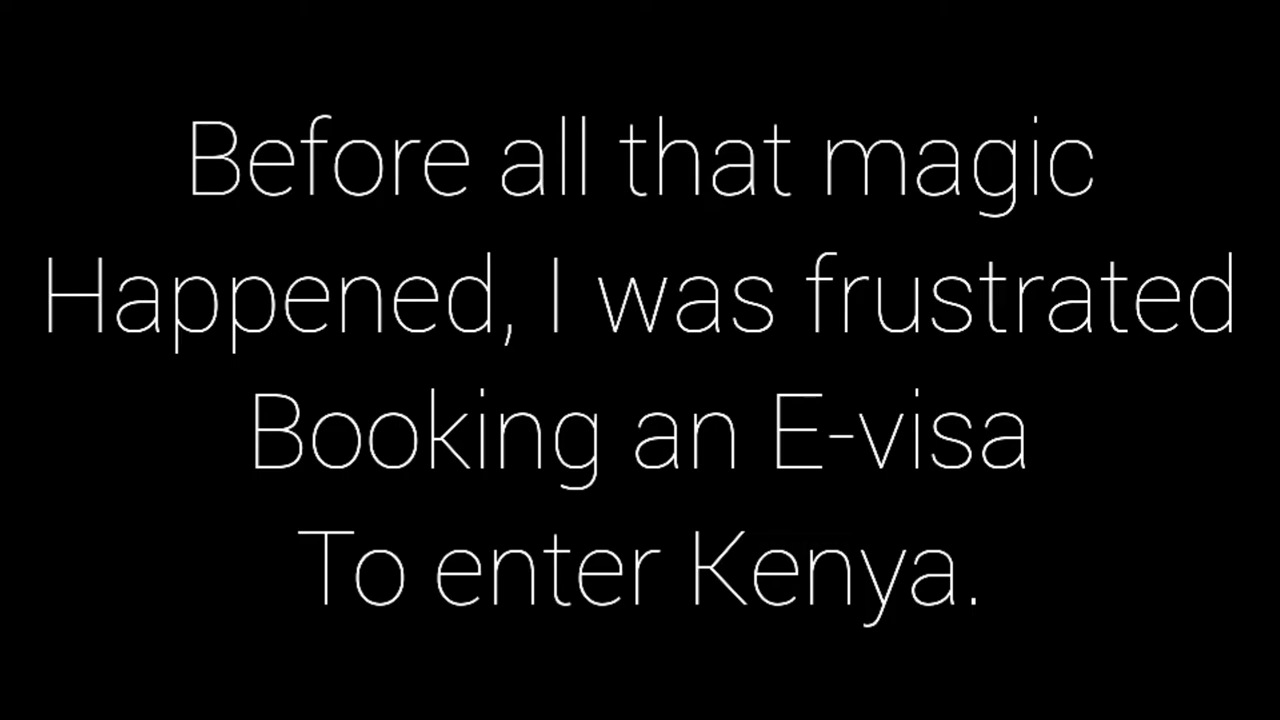 Before all that magic
Happened, I was frustrated
Booking an E-visa
To enter Kenya.